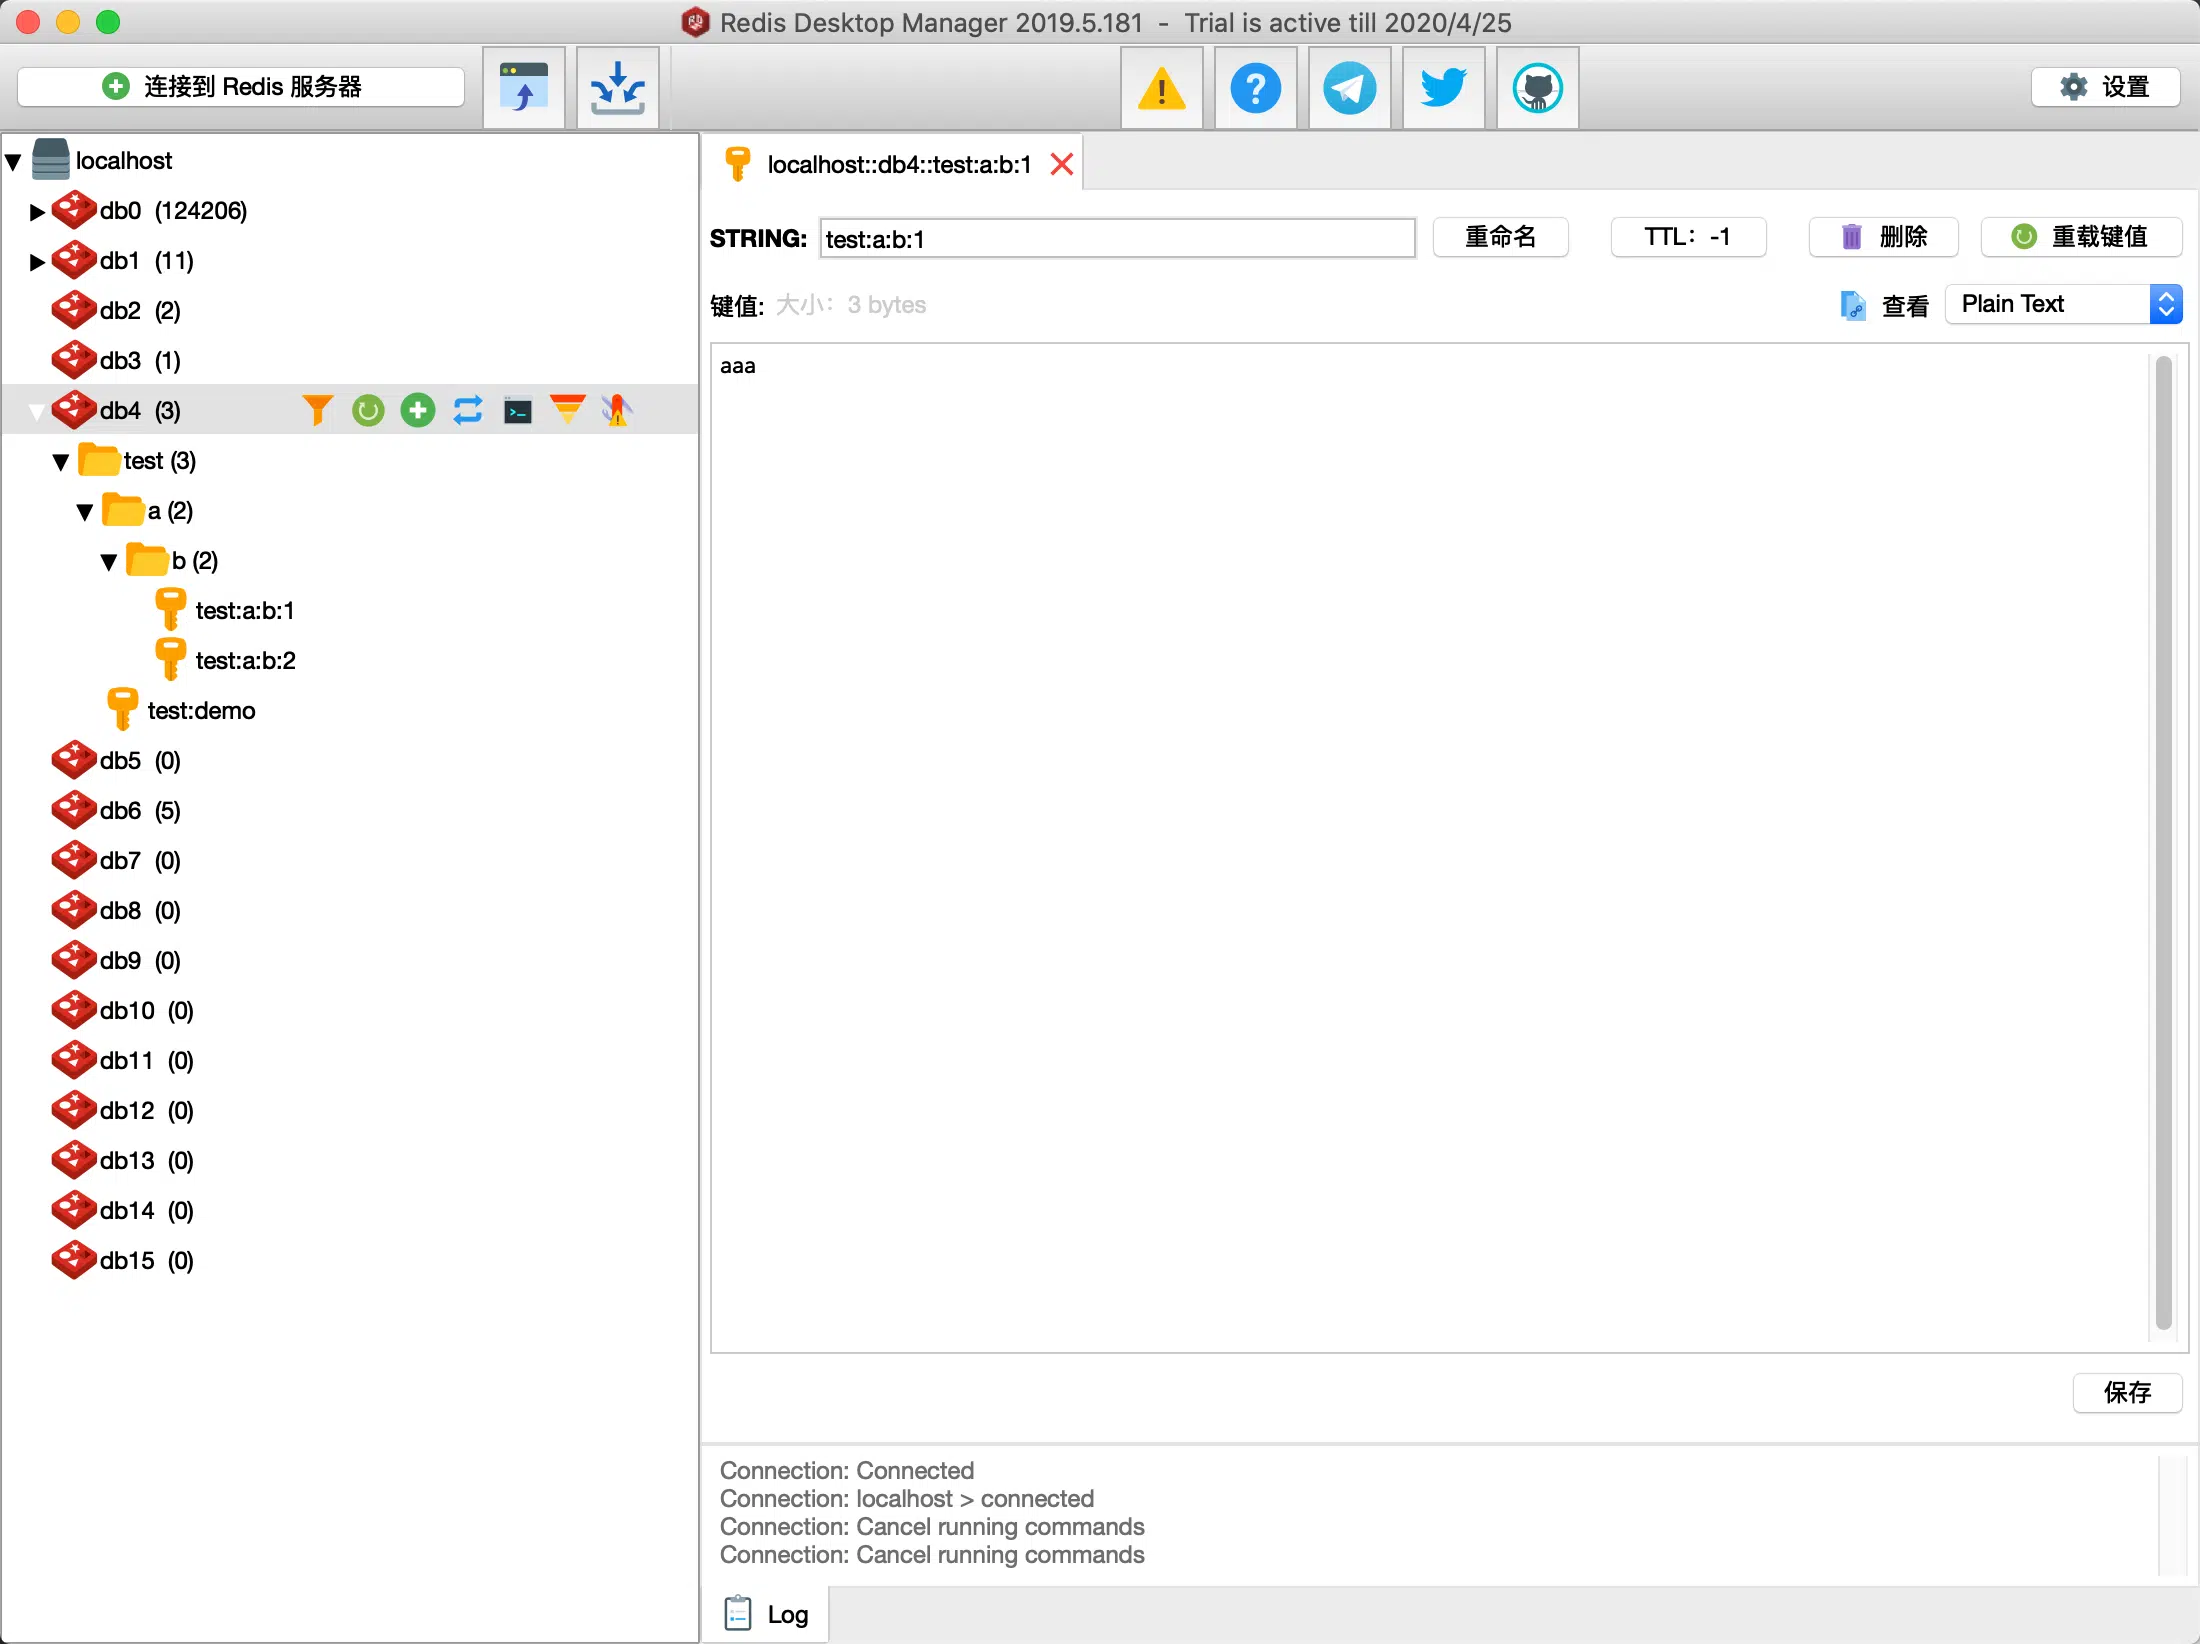 Redis Desktop Manager 2019.5.181 - Trial is active till 2020/4/25
连接到 Redis 服务器
设置
localhost
db0 (124206)
db1 (11)
db2 (2)
db3 (1)
db4 (3)
test (3)
a (2)
b (2)
test:a:b:1
test:a:b:2
test:demo
db5 (0)
db6 (5)
db7 (0)
db8 (0)
db9 (0)
db10 (0)
db11 (0)
db12 (0)
db13 (0)
db14 (0)
db15 (0)
localhost::db4::test:a:b:1
STRING: test:a:b:1 重命名 TTL：-1 删除 重载键值
键值: 大小：3 bytes 查看 Plain Text
aaa
保存
Connection: Connected
Connection: localhost > connected
Connection: Cancel running commands
Connection: Cancel running commands
Log